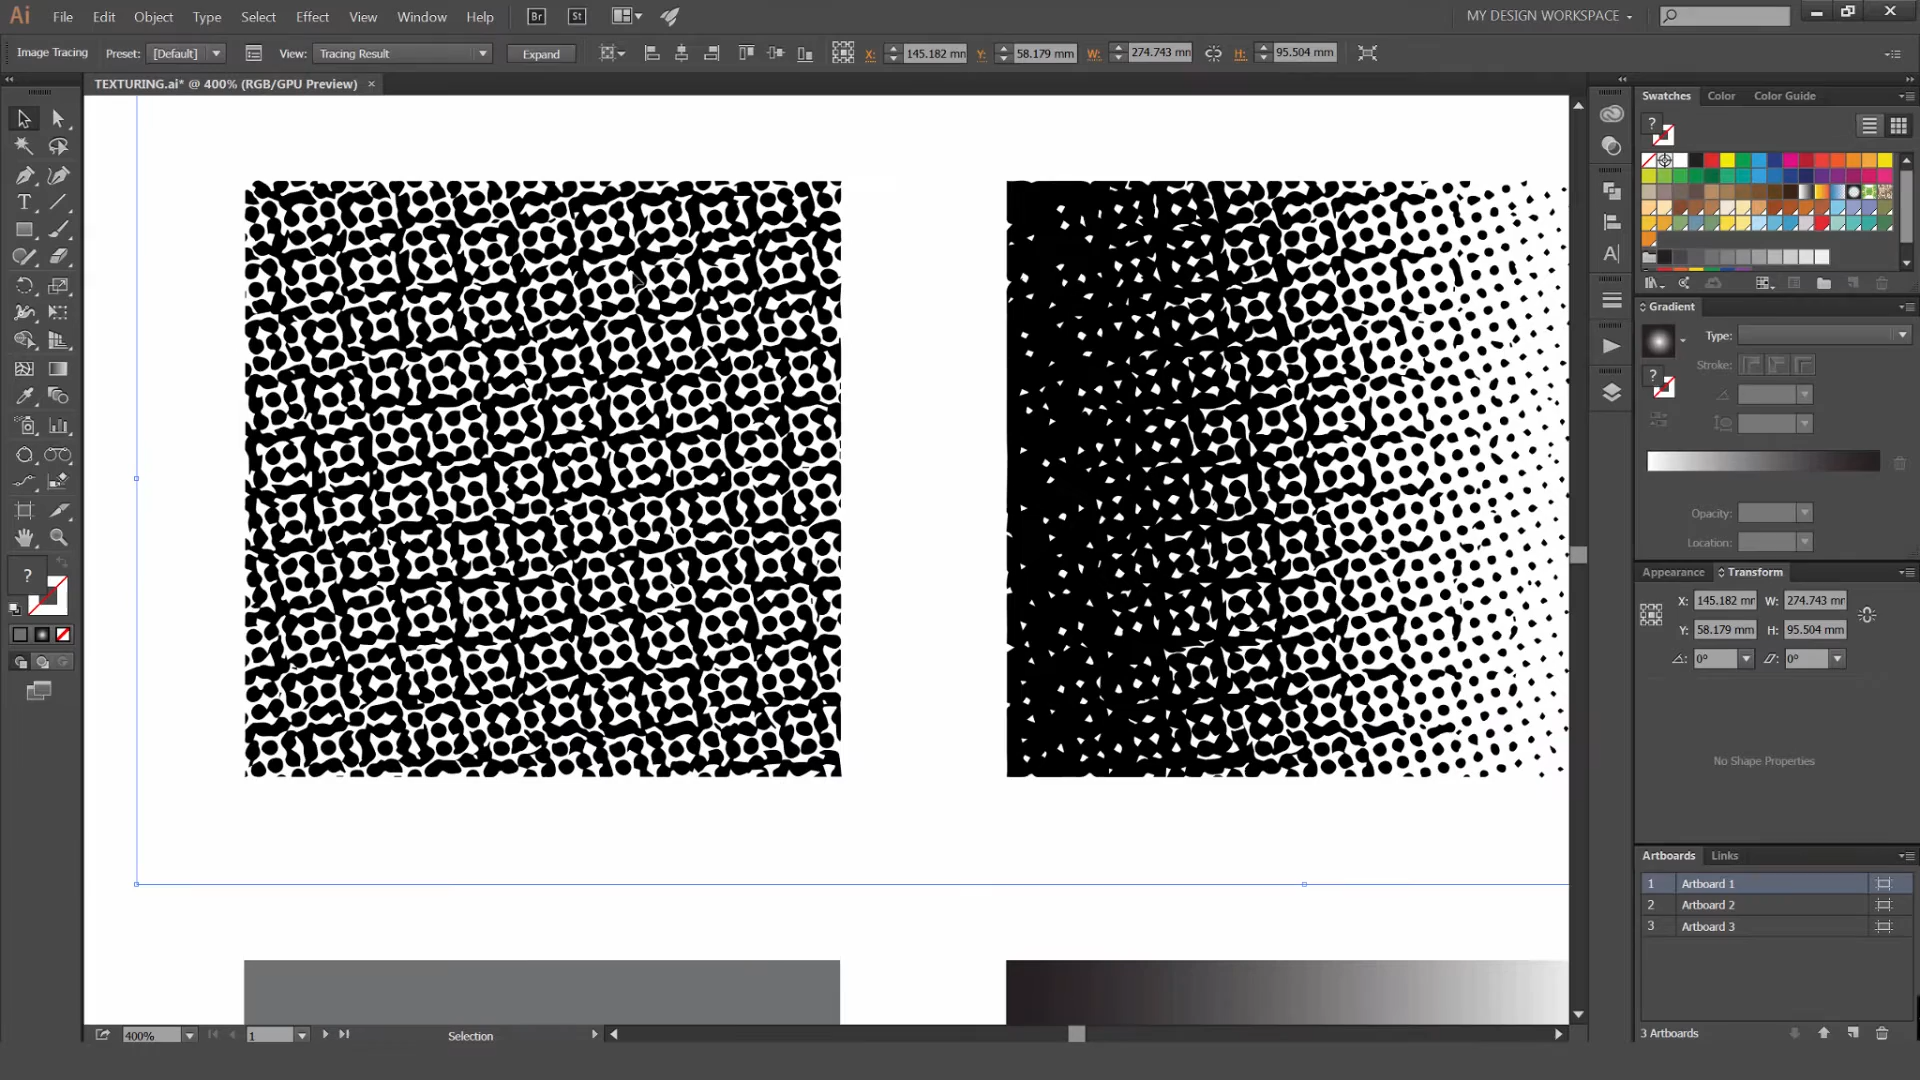 Ai File Edit Object Type Select Effect View Window Help Br St MY DESIGN WORKSPACE
Image Tracing Preset: [Default] View: Tracing Result Expand X: 145.182 mm Y: 58.179 mm W: 274.743 mm H: 95.504 mm
TEXTURING.ai* @ 400% (RGB/GPU Preview) ×
Swatches Color Color Guide
?
Gradient
Type:
Stroke:
?
Opacity:
Location:
Appearance Transform
X: 145.182 mm W: 274.743 mm
Y: 58.179 mm H: 95.504 mm
0° 0°
No Shape Properties
Artboards Links
1 Artboard 1
2 Artboard 2
3 Artboard 3
3 Artboards
T
A
?
400% 1 Selection